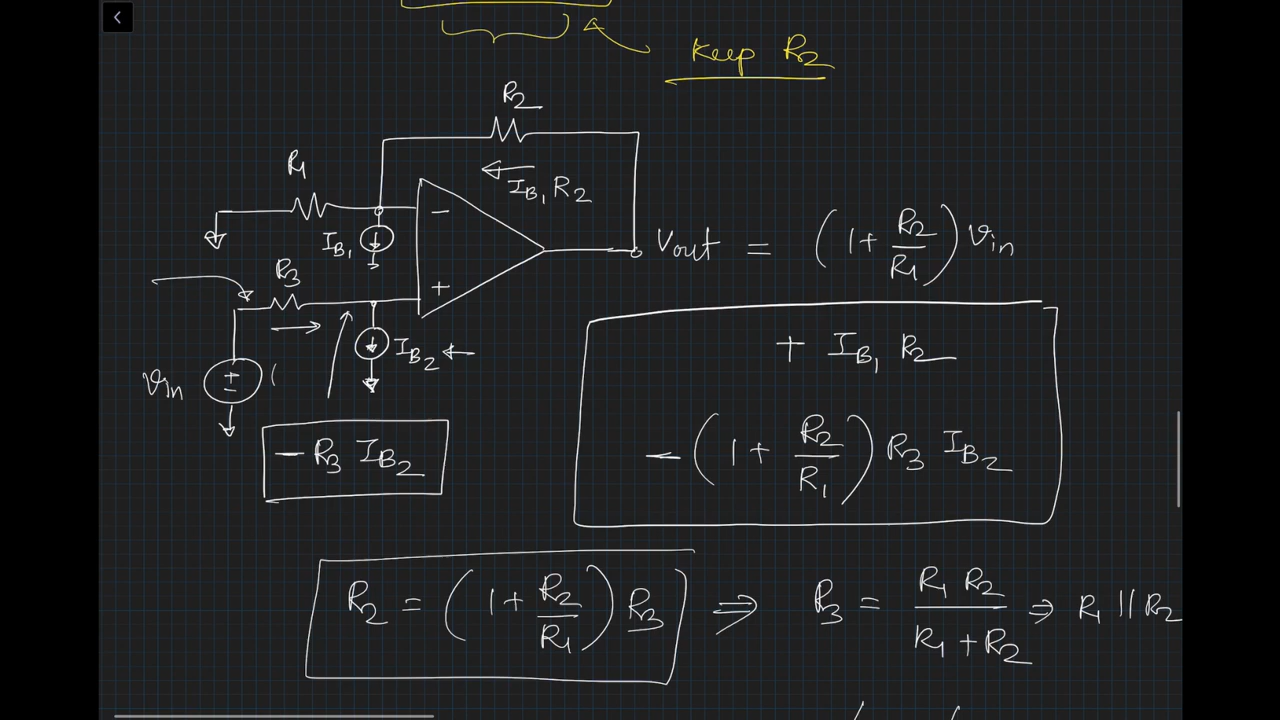 Keep R2
R2
R1
IB1 R2
−
IB1
Vout = (1 + R2/R1) Vin
R3
+
+ IB1 R2
IB2
Vin
+
−
− R3 IB2
− (1 + R2/R1) R3 IB2
R2 = (1 + R2/R1) R3 ⇒ R3 = R1 R2 / R1 + R2 ⇒ R1 || R2